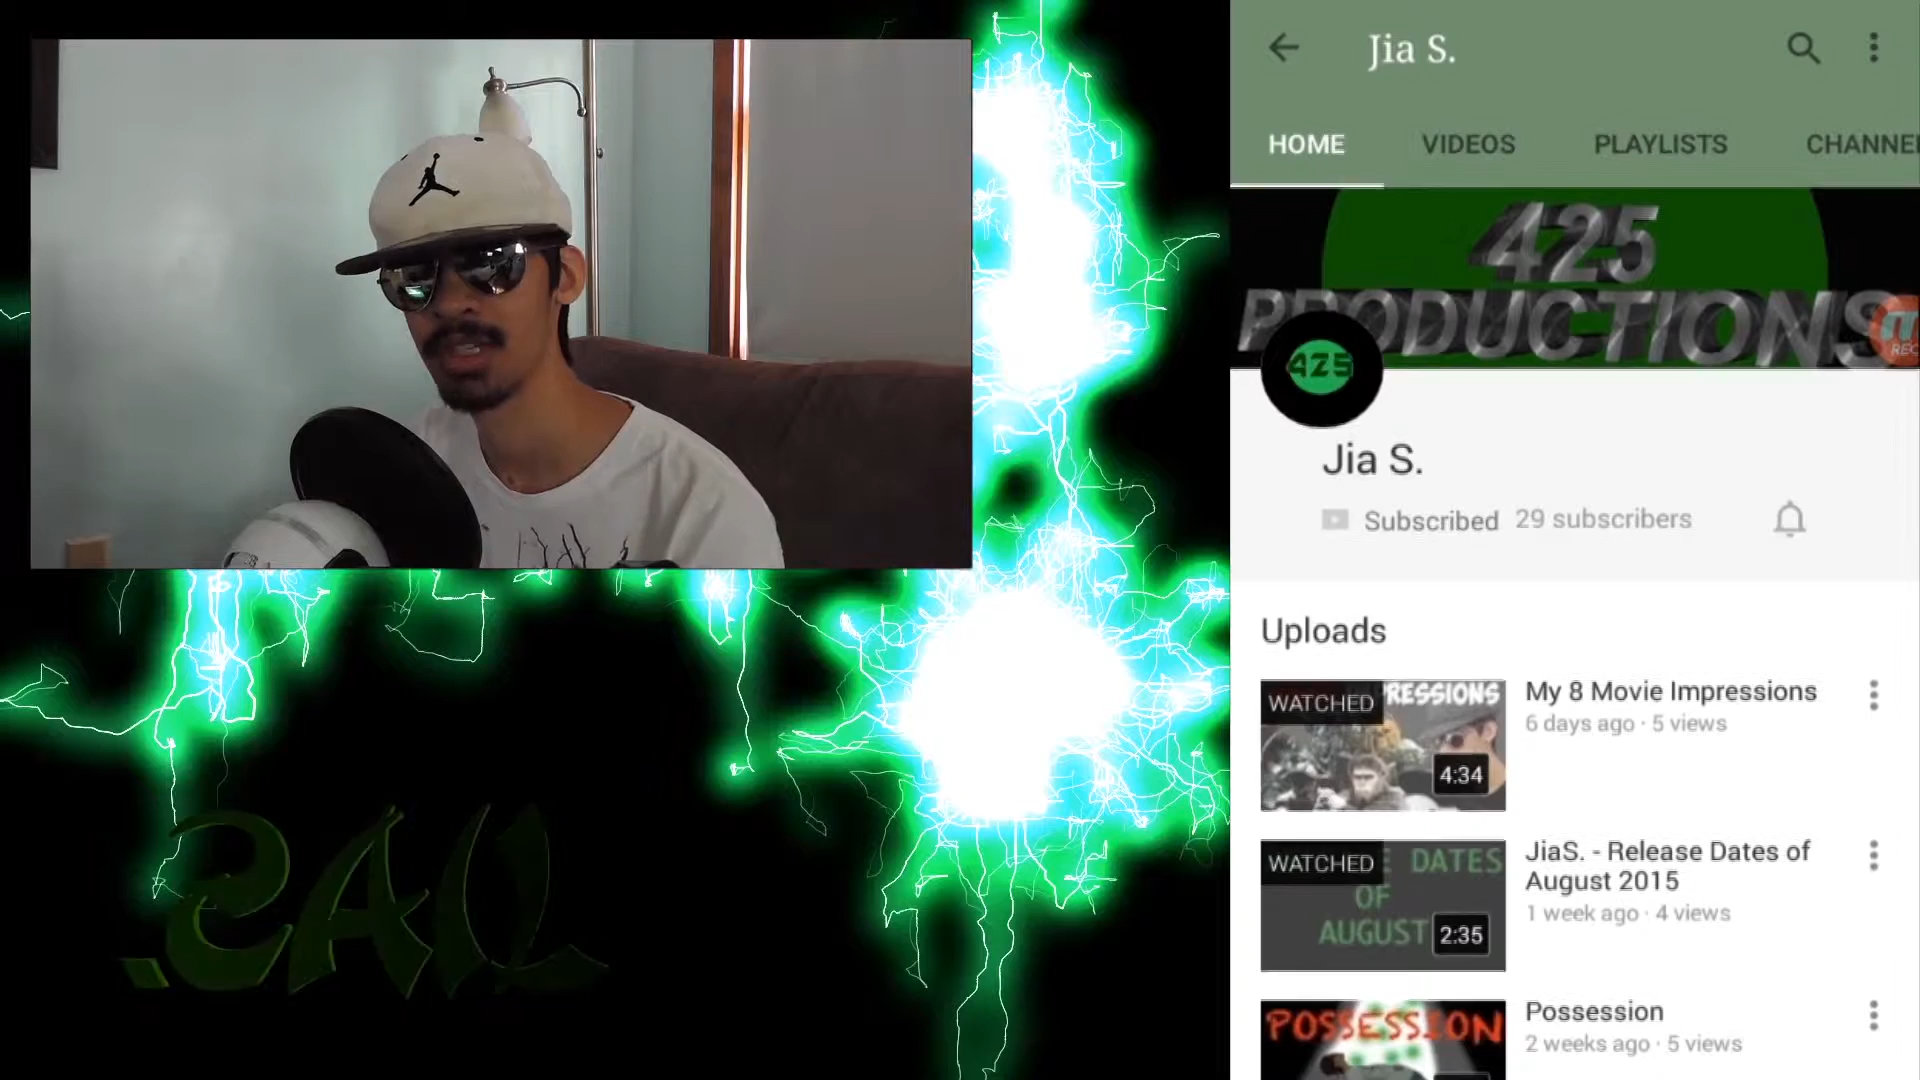 Jia S.
HOME VIDEOS PLAYLISTS CHANNE
425
PRODUCTIONS
REC
425
Jia S.
Subscribed 29 subscribers
Uploads
WATCHED
RESSIONS
4:34
My 8 Movie Impressions
6 days ago · 5 views
WATCHED
E DATES
OF
AUGUST
2:35
JiaS. - Release Dates of
August 2015
1 week ago · 4 views
POSSESSION
Possession
2 weeks ago · 5 views